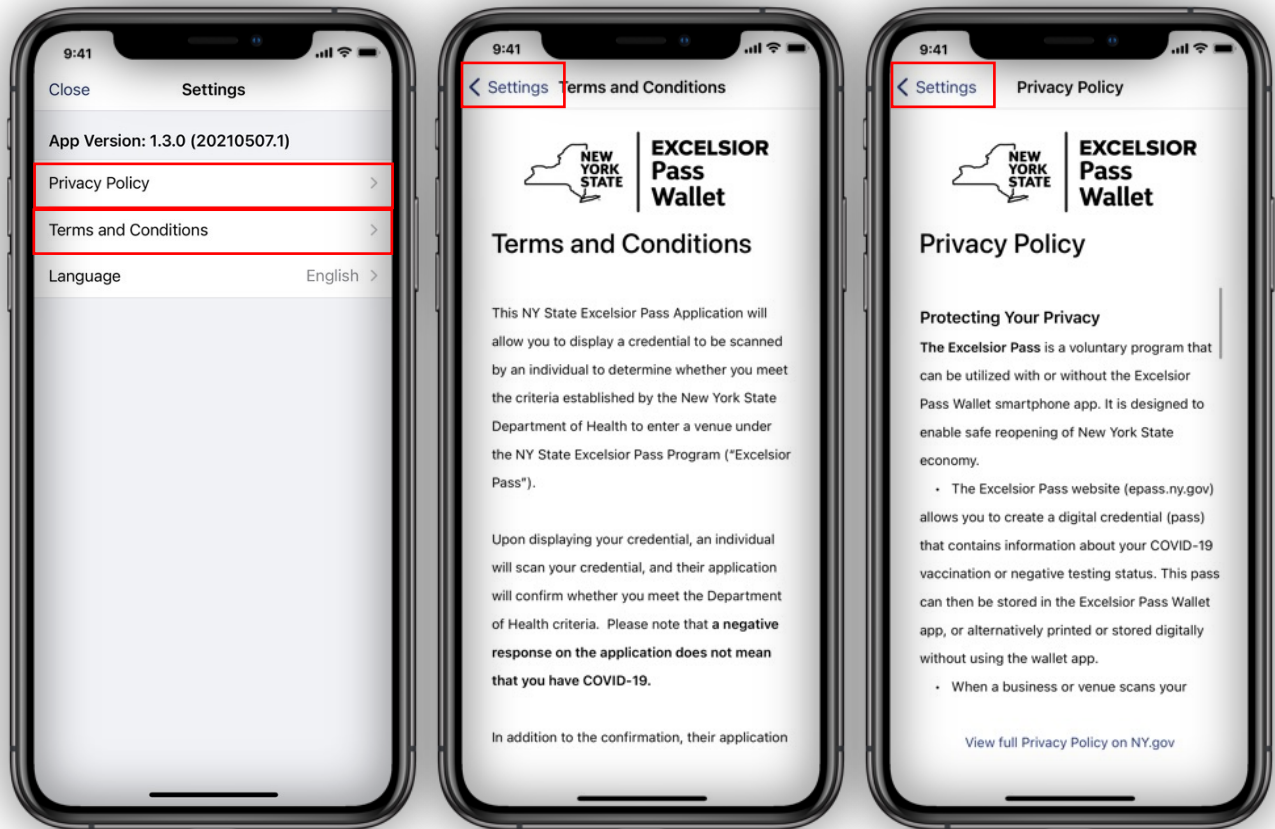 9:41
Close
Settings
App Version: 1.3.0 (20210507.1)
Privacy Policy
Terms and Conditions
Language
English
9:41
Settings
Terms and Conditions
NEW
YORK
STATE
EXCELSIOR
Pass
Wallet
Terms and Conditions
This NY State Excelsior Pass Application will
allow you to display a credential to be scanned
by an individual to determine whether you meet
the criteria established by the New York State
Department of Health to enter a venue under
the NY State Excelsior Pass Program (“Excelsior
Pass”).
Upon displaying your credential, an individual
will scan your credential, and their application
will confirm whether you meet the Department
of Health criteria.  Please note that a negative
response on the application does not mean
that you have COVID-19.
In addition to the confirmation, their application
9:41
Settings
Privacy Policy
NEW
YORK
STATE
EXCELSIOR
Pass
Wallet
Privacy Policy
Protecting Your Privacy
The Excelsior Pass is a voluntary program that
can be utilized with or without the Excelsior
Pass Wallet smartphone app. It is designed to
enable safe reopening of New York State
economy.
• The Excelsior Pass website (epass.ny.gov)
allows you to create a digital credential (pass)
that contains information about your COVID-19
vaccination or negative testing status. This pass
can then be stored in the Excelsior Pass Wallet
app, or alternatively printed or stored digitally
without using the wallet app.
• When a business or venue scans your
View full Privacy Policy on NY.gov